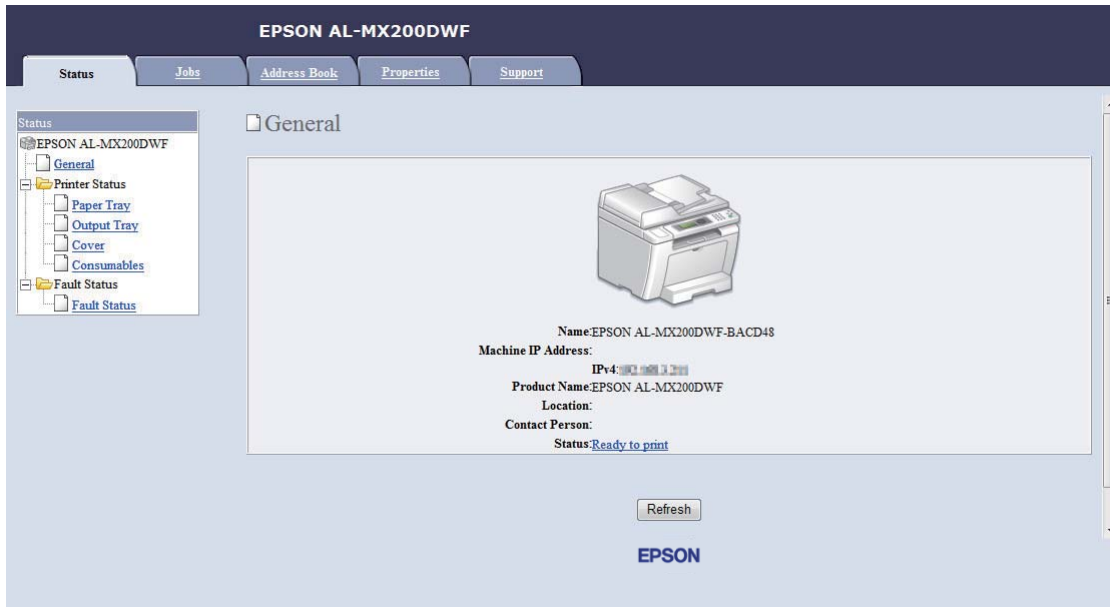 EPSON AL-MX200DWF
Status
Jobs
Address Book
Properties
Support
Status
EPSON AL-MX200DWF
General
Printer Status
Paper Tray
Output Tray
Cover
Consumables
Fault Status
Fault Status
General
Name:EPSON AL-MX200DWF-BACD48
Machine IP Address:
IPv4:
Product Name:EPSON AL-MX200DWF
Location:
Contact Person:
Status:Ready to print
Refresh
EPSON